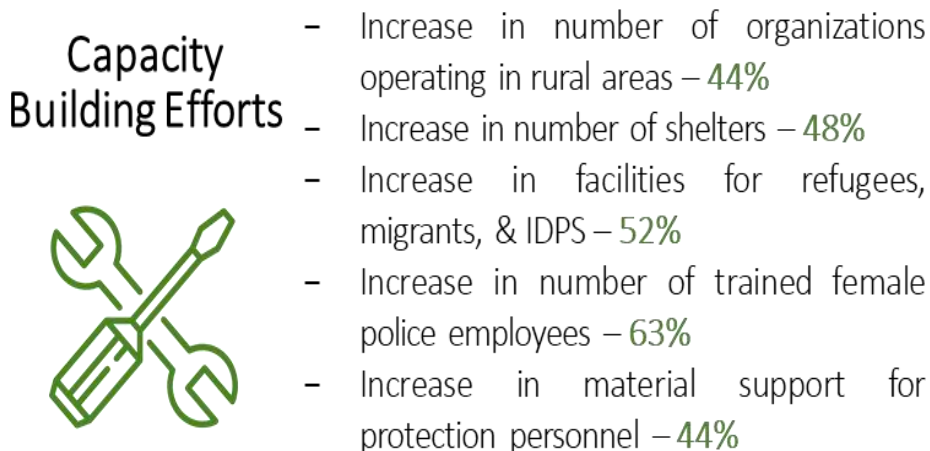 Capacity
Building Efforts
- Increase in number of organizations
operating in rural areas – 44%
- Increase in number of shelters – 48%
- Increase in facilities for refugees,
migrants, & IDPS – 52%
- Increase in number of trained female
police employees – 63%
- Increase in material support for
protection personnel – 44%